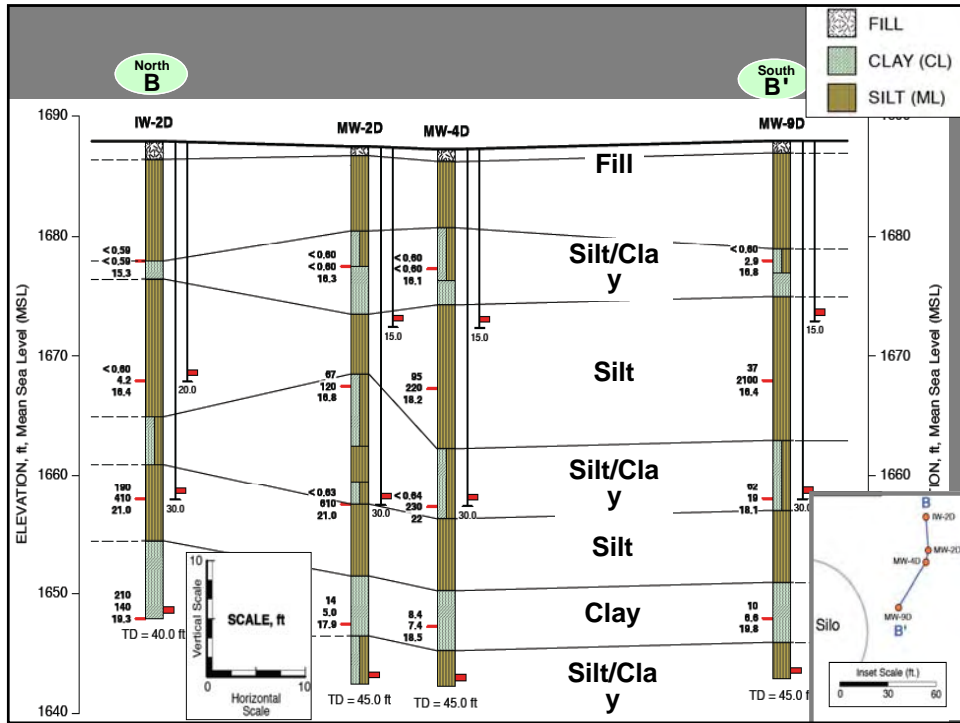 FILL
CLAY (CL)
SILT (ML)
North
B
South
B'
IW-2D
MW-2D
MW-4D
MW-9D
1690
1680
1670
1660
1650
1640
ELEVATION, ft, Mean Sea Level (MSL)
Fill
Silt/Cla
y
Silt
Silt/Cla
y
Silt
Clay
Silt/Cla
y
< 0.59
< 0.59
15.3
< 0.60
4.2
16.4
190
410
21.0
210
140
19.3
TD = 40.0 ft
20.0
30.0
< 0.60
< 0.60
16.3
67
120
16.8
< 0.63
610
21.0
14
5.0
17.9
TD = 45.0 ft
15.0
30.0
< 0.60
< 0.60
16.1
95
220
18.2
< 0.64
230
22
8.4
7.4
18.5
TD = 45.0 ft
15.0
30.0
< 0.60
2.9
16.8
37
2100
16.4
62
19
18.1
10
6.6
19.8
TD = 45.0 f
15.0
30.0
1680
1670
1660
ATION, ft, Mean Sea Level (MSL)
10
Vertical Scale
0
SCALE, ft
0
10
Horizontal
Scale
B
IW-2D
MW-2D
MW-4D
MW-9D
B'
Silo
Inset Scale (ft.)
0
30
60